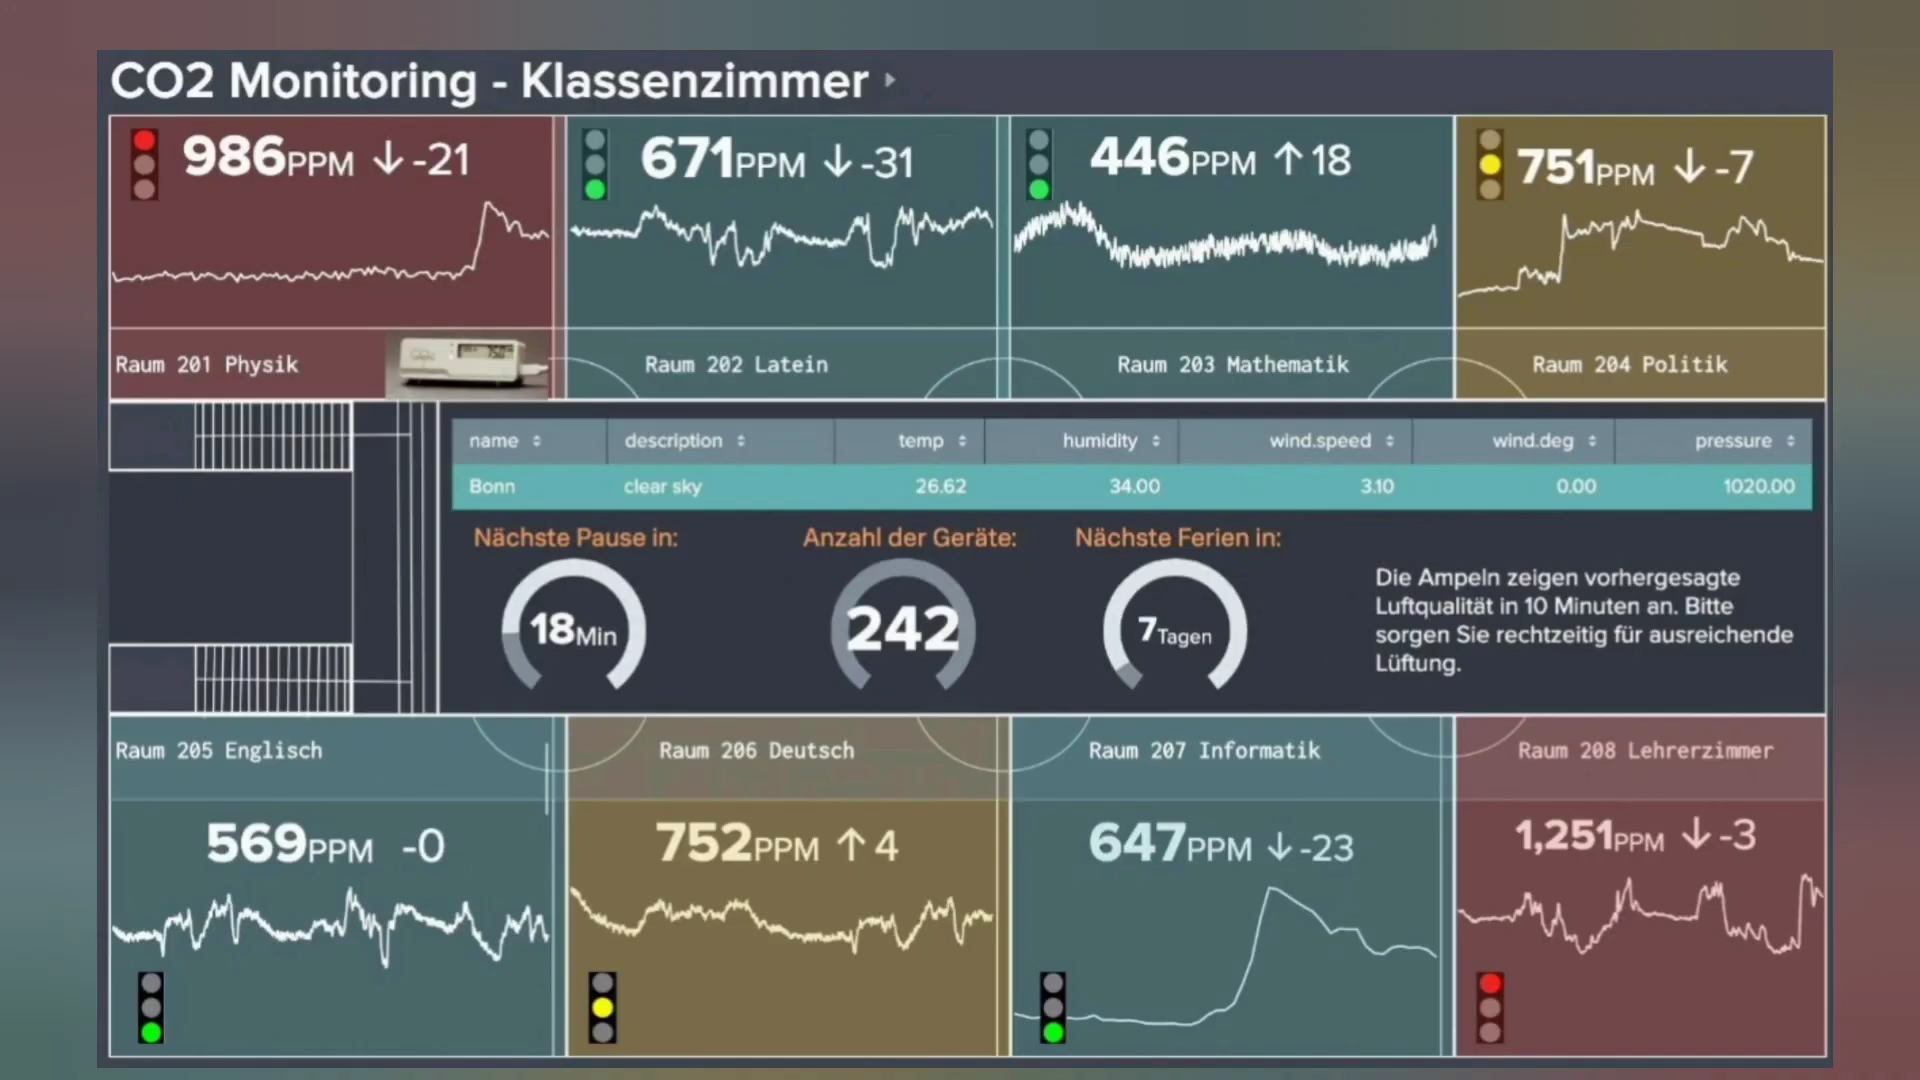 CO2 Monitoring - Klassenzimmer
986PPM ↓ -21
671PPM ↓ -31
446PPM ↑ 18
751PPM ↓ -7
Raum 201 Physik
Raum 202 Latein
Raum 203 Mathematik
Raum 204 Politik
name description temp humidity wind.speed wind.deg pressure
Bonn clear sky 26.62 34.00 3.10 0.00 1020.00
Nächste Pause in:
18Min
Anzahl der Geräte:
242
Nächste Ferien in:
7Tagen
Die Ampeln zeigen vorhergesagte
Luftqualität in 10 Minuten an. Bitte
sorgen Sie rechtzeitig für ausreichende
Lüftung.
Raum 205 Englisch
Raum 206 Deutsch
Raum 207 Informatik
Raum 208 Lehrerzimmer
569PPM -0
752PPM ↑ 4
647PPM ↓ -23
1,251PPM ↓ -3